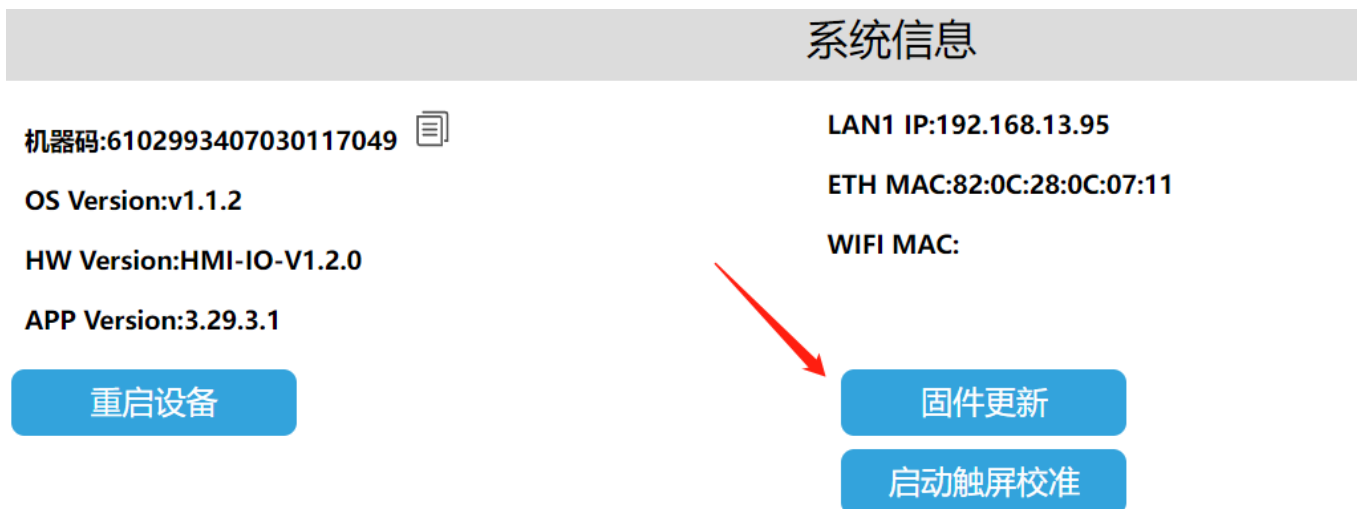 系统信息
机器码:6102993407030117049
OS Version:v1.1.2
HW Version:HMI-IO-V1.2.0
APP Version:3.29.3.1
重启设备
LAN1 IP:192.168.13.95
ETH MAC:82:0C:28:0C:07:11
WIFI MAC:
固件更新
启动触屏校准